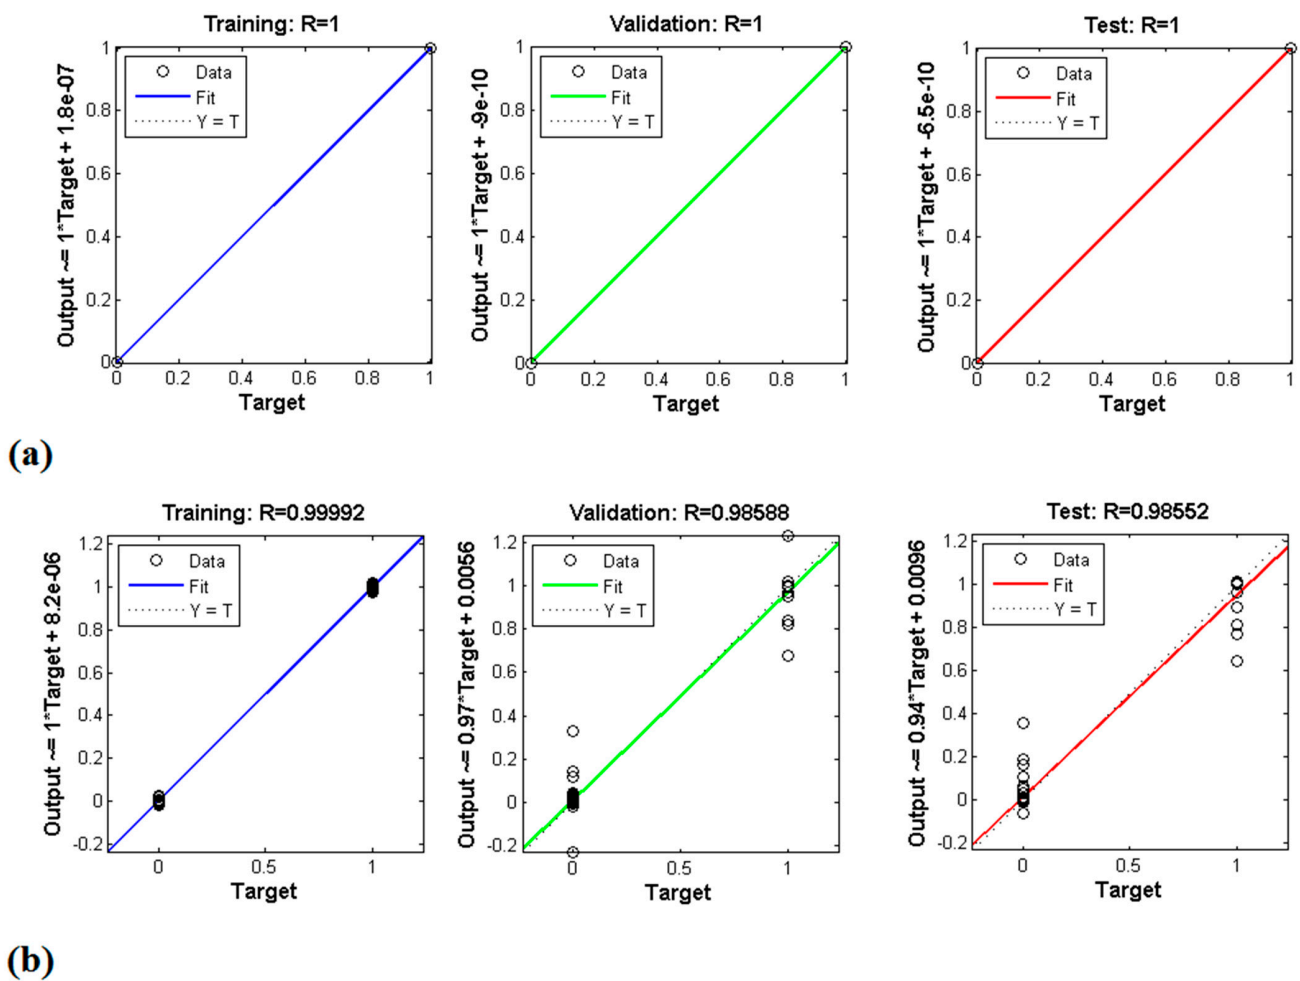 Training: R=1
Output ~= 1*Target + 1.8e-07
Data
Fit
Y = T
1
0.8
0.6
0.4
0.2
0
0 0.2 0.4 0.6 0.8 1
Target
Validation: R=1
Output ~= 1*Target + -9e-10
Data
Fit
Y = T
1
0.8
0.6
0.4
0.2
0
0 0.2 0.4 0.6 0.8 1
Target
Test: R=1
Output ~= 1*Target + -6.5e-10
Data
Fit
Y = T
1
0.8
0.6
0.4
0.2
0
0 0.2 0.4 0.6 0.8 1
Target
(a)
Training: R=0.99992
Output ~= 1*Target + 8.2e-06
Data
Fit
Y = T
1.2
1
0.8
0.6
0.4
0.2
0
-0.2
0 0.5 1
Target
Validation: R=0.98588
Output ~= 0.97*Target + 0.0056
Data
Fit
Y = T
1.2
1
0.8
0.6
0.4
0.2
0
-0.2
0 0.5 1
Target
Test: R=0.98552
Output ~= 0.94*Target + 0.0096
Data
Fit
Y = T
1.2
1
0.8
0.6
0.4
0.2
0
-0.2
0 0.5 1
Target
(b)